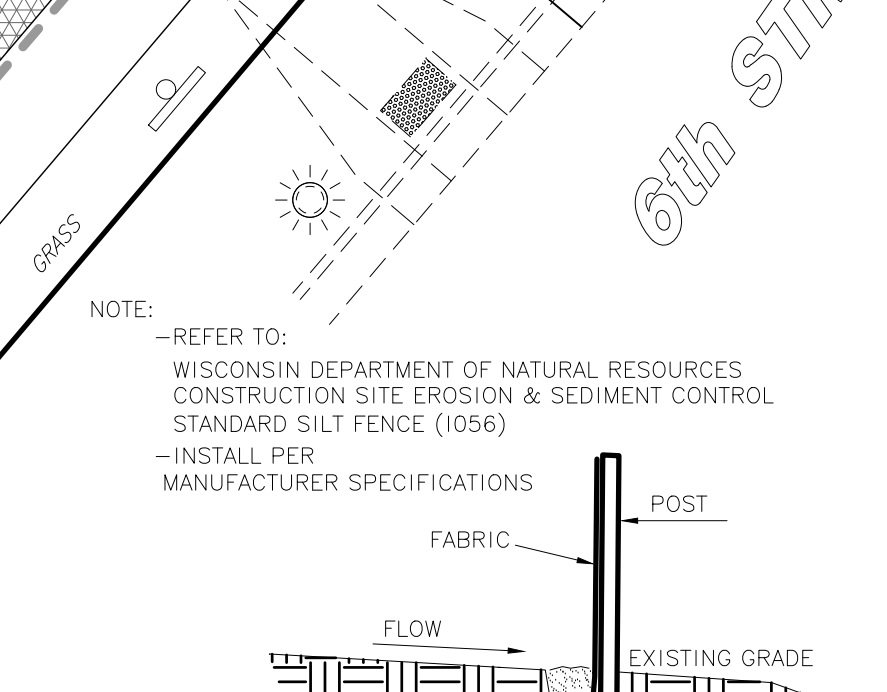 6th
GRASS
NOTE:
-REFER TO:
WISCONSIN DEPARTMENT OF NATURAL RESOURCES
CONSTRUCTION SITE EROSION & SEDIMENT CONTROL
STANDARD SILT FENCE (1056)
-INSTALL PER
MANUFACTURER SPECIFICATIONS
POST
FABRIC
FLOW
EXISTING GRADE